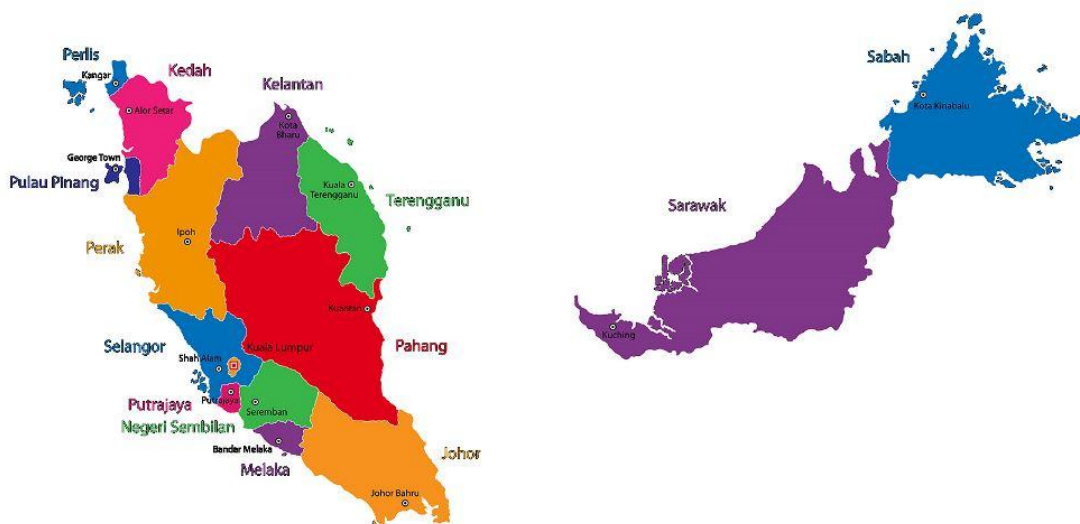 Perlis
Kangar
Kedah
Alor Setar
Kelantan
Kota
Bharu
George Town
Pulau Pinang
Kuala
Terengganu
Terengganu
Ipoh
Perak
Kuantan
Selangor
Kuala Lumpur
Pahang
Shah Alam
Putrajaya
Putrajaya
Seremban
Negeri Sembilan
Bandar Melaka
Melaka
Johor
Johor Bahru
Sabah
Kota Kinabalu
Sarawak
Kuching